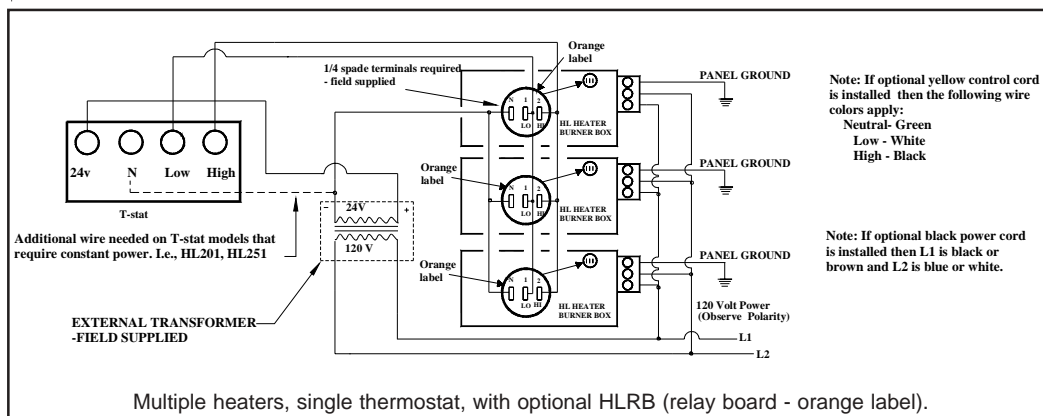 Orange
label
1/4 spade terminals required
- field supplied
N 1 2
LO HI
HL HEATER
BURNER BOX
PANEL GROUND
Note: If optional yellow control cord
is installed then the following wire
colors apply:
Neutral- Green
Low - White
High - Black
24v N Low High
T-stat
Orange
label
N 1 2
LO HI
HL HEATER
BURNER BOX
PANEL GROUND
- 24V +
120 V
Additional wire needed on T-stat models that
require constant power. I.e., HL201, HL251
Orange
label
N 1 2
LO HI
HL HEATER
BURNER BOX
PANEL GROUND
Note: If optional black power cord
is installed then L1 is black or
brown and L2 is blue or white.
EXTERNAL TRANSFORMER
-FIELD SUPPLIED
120 Volt Power
(Observe Polarity)
L1
L2
Multiple heaters, single thermostat, with optional HLRB (relay board - orange label).